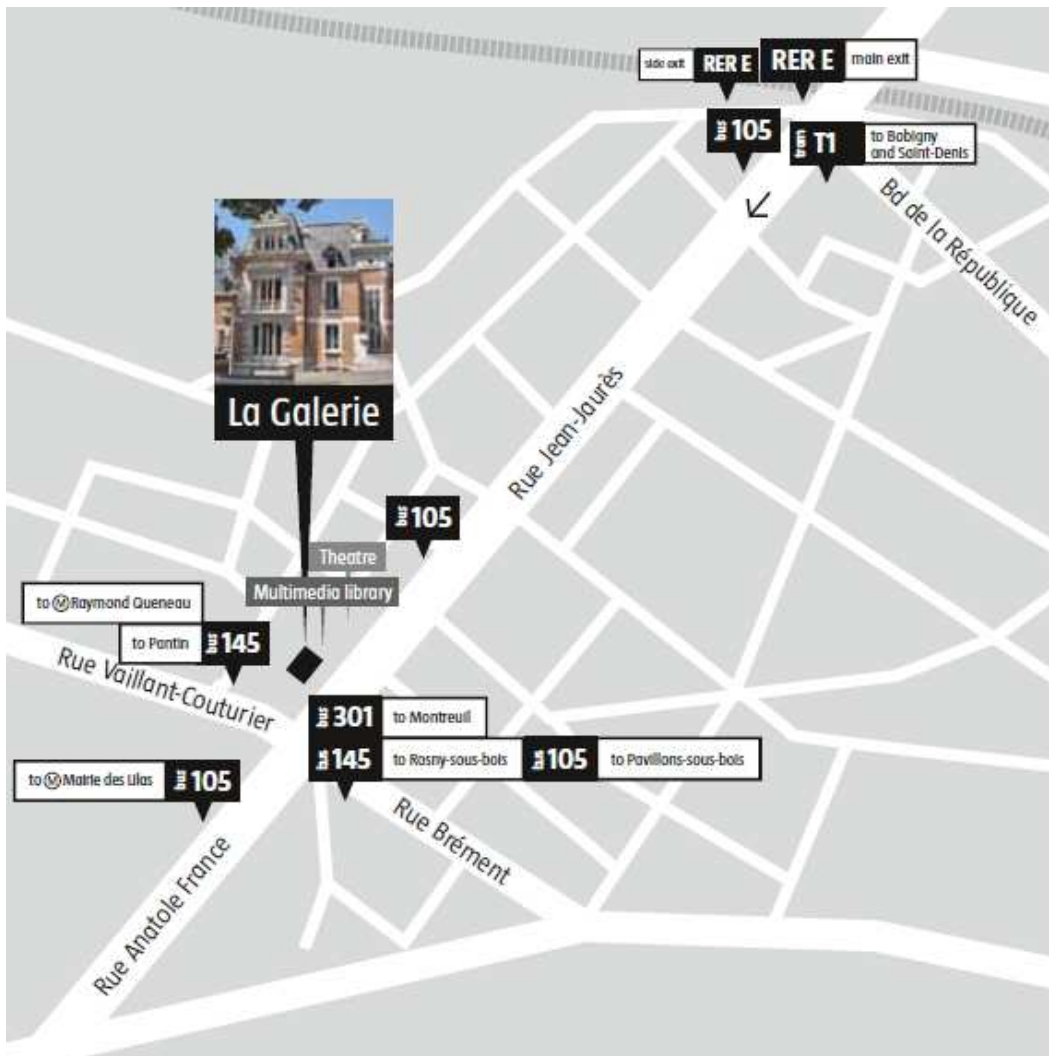 side exit
RER E
RER E
main exit
bus 105
tram T1
to Bobigny
and Saint-Denis
Bd de la République
La Galerie
Rue Jean-Jaurès
bus 105
Theatre
Multimedia library
to M Raymond Queneau
to Pantin
bus 145
Rue Vaillant-Couturier
bus 301
to Montreuil
bus 145
to Rosny-sous-bois
bus 105
to Pavillons-sous-bois
to M Mairie des Lilas
bus 105
Rue Brément
Rue Anatole France